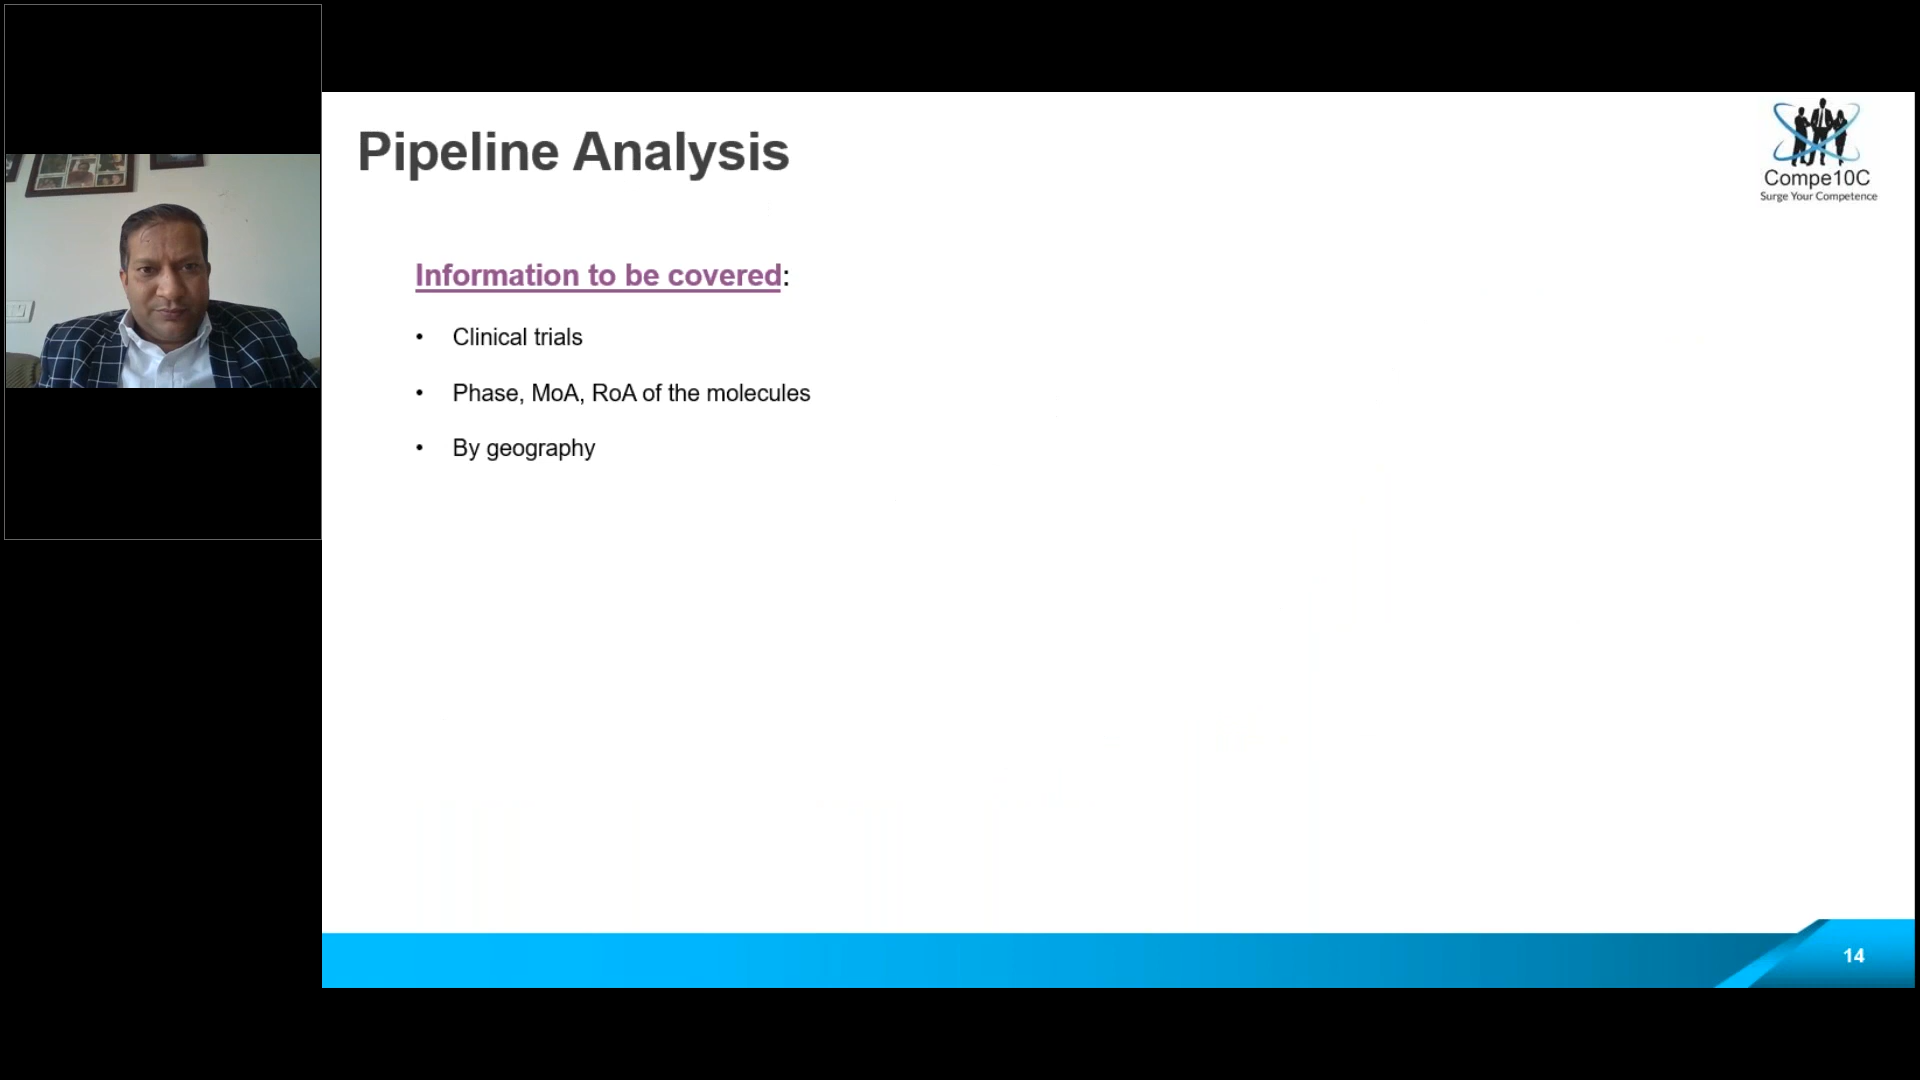 Pipeline Analysis
Compe10C
Surge Your Competence
Information to be covered:
• Clinical trials
• Phase, MoA, RoA of the molecules
• By geography
14